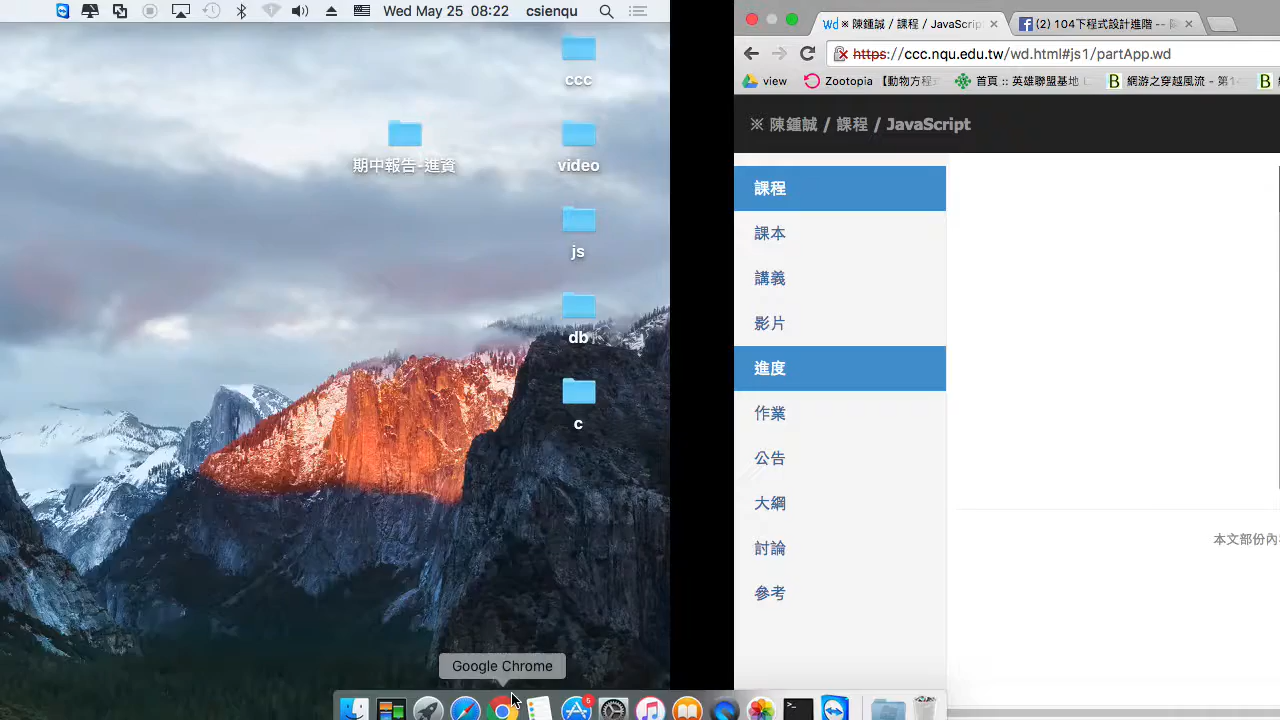 Wed May 25 08:22 csienqu
ccc
期中報告-進資
video
js
db
c
Google Chrome
6
※ 陳鍾誠 / 課程 / JavaScrip
(2) 104下程式設計進階 --
https://ccc.nqu.edu.tw/wd.html#js1/partApp.wd
view
Zootopia 【動物方程
首頁 :: 英雄聯盟基地
網游之穿越風流 - 第1
※ 陳鍾誠 / 課程 / JavaScript
課程
課本
講義
影片
進度
作業
公告
大綱
討論
參考
本文部份內